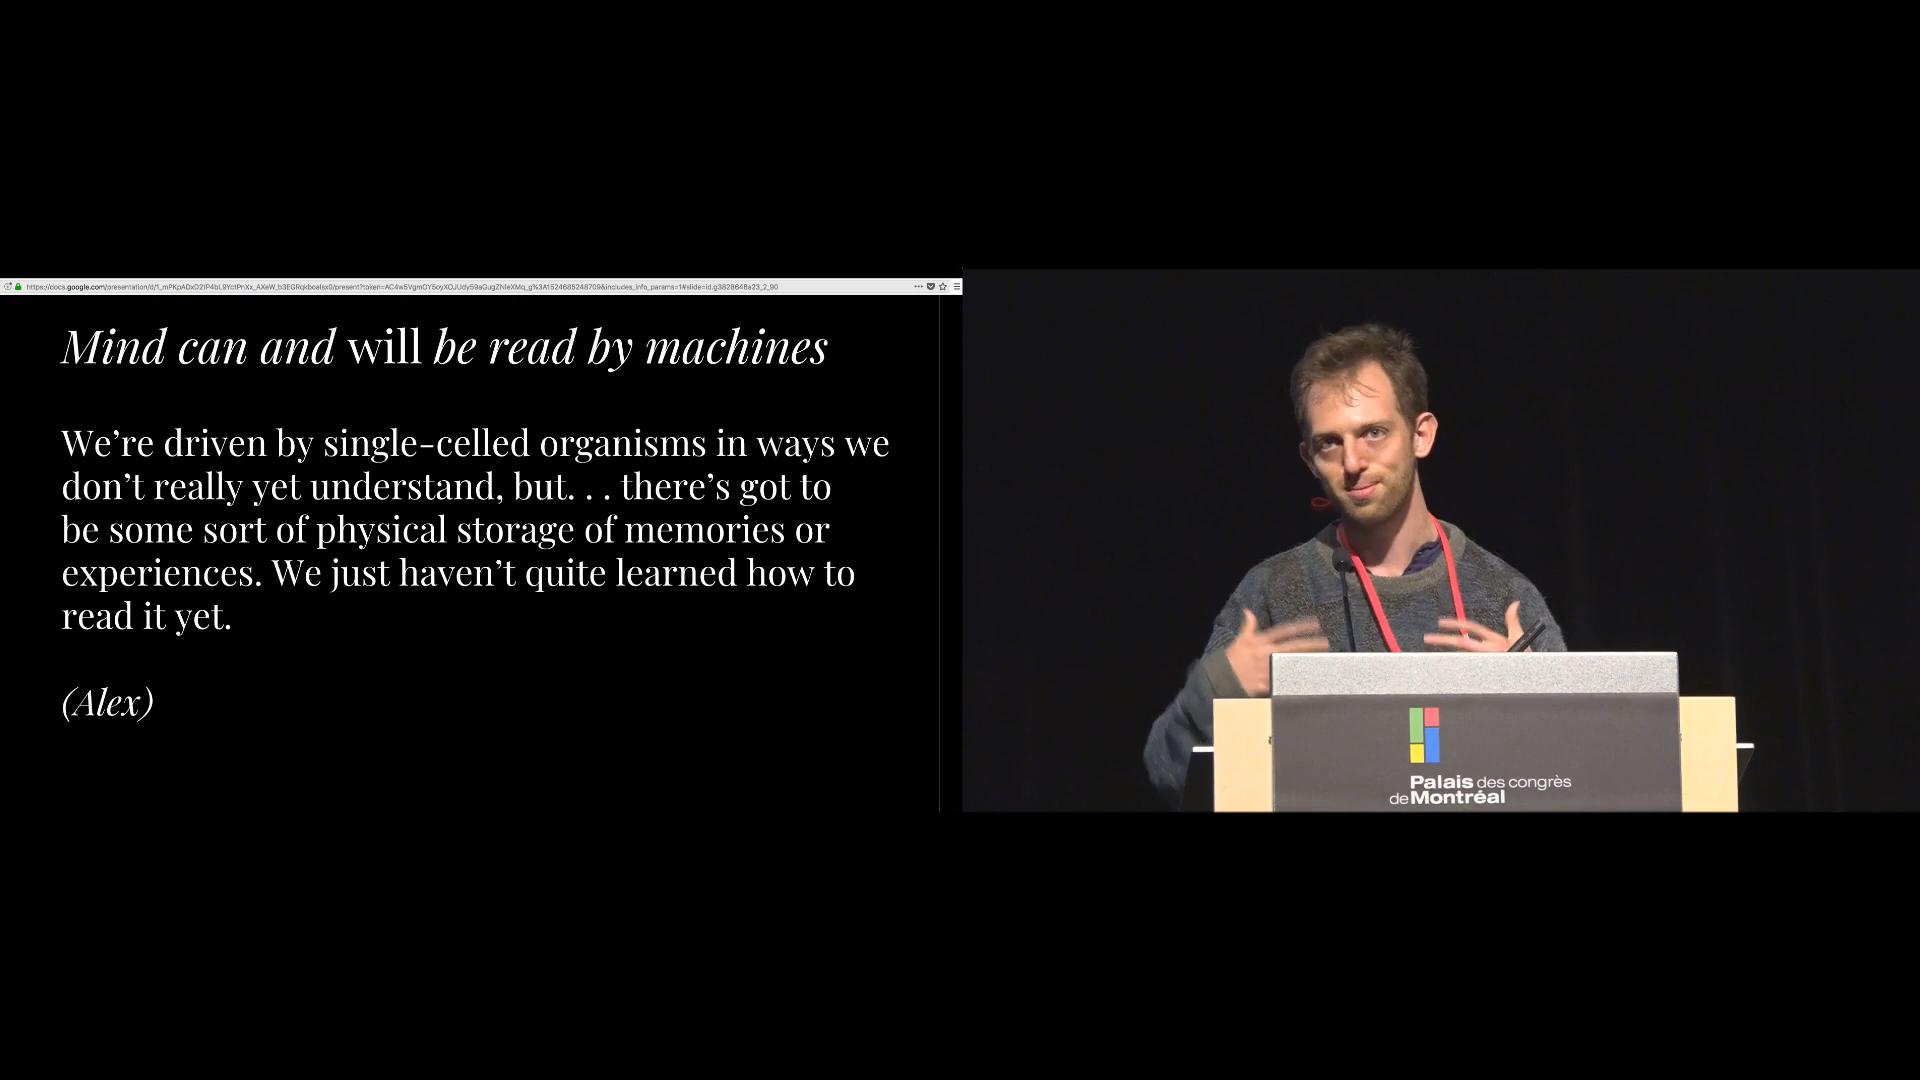 Mind can and will be read by machines
We’re driven by single-celled organisms in ways we
don’t really yet understand, but. . . there’s got to
be some sort of physical storage of memories or
experiences. We just haven’t quite learned how to
read it yet.
(Alex)
Palais des congrès
de Montréal